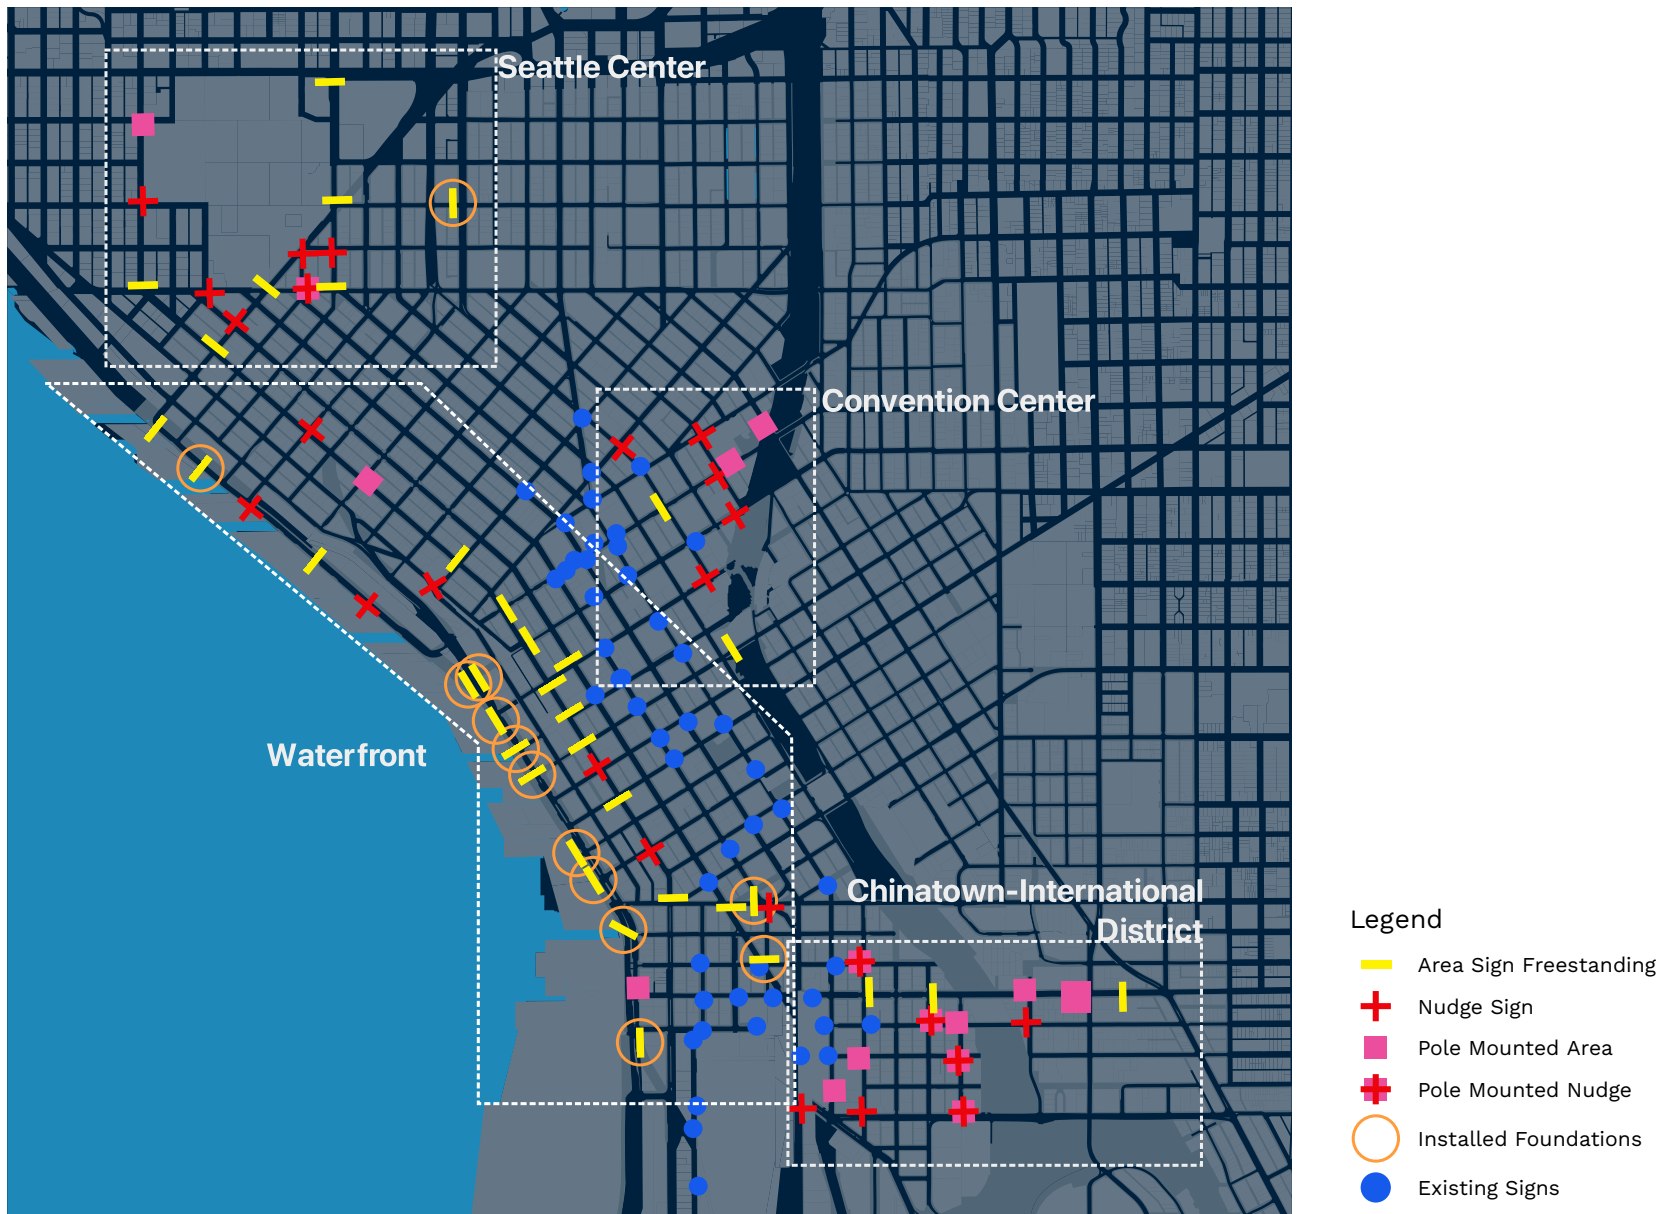 Seattle Center
Convention Center
Waterfront
Chinatown-International
District
Legend
Area Sign Freestanding
Nudge Sign
Pole Mounted Area
Pole Mounted Nudge
Installed Foundations
Existing Signs